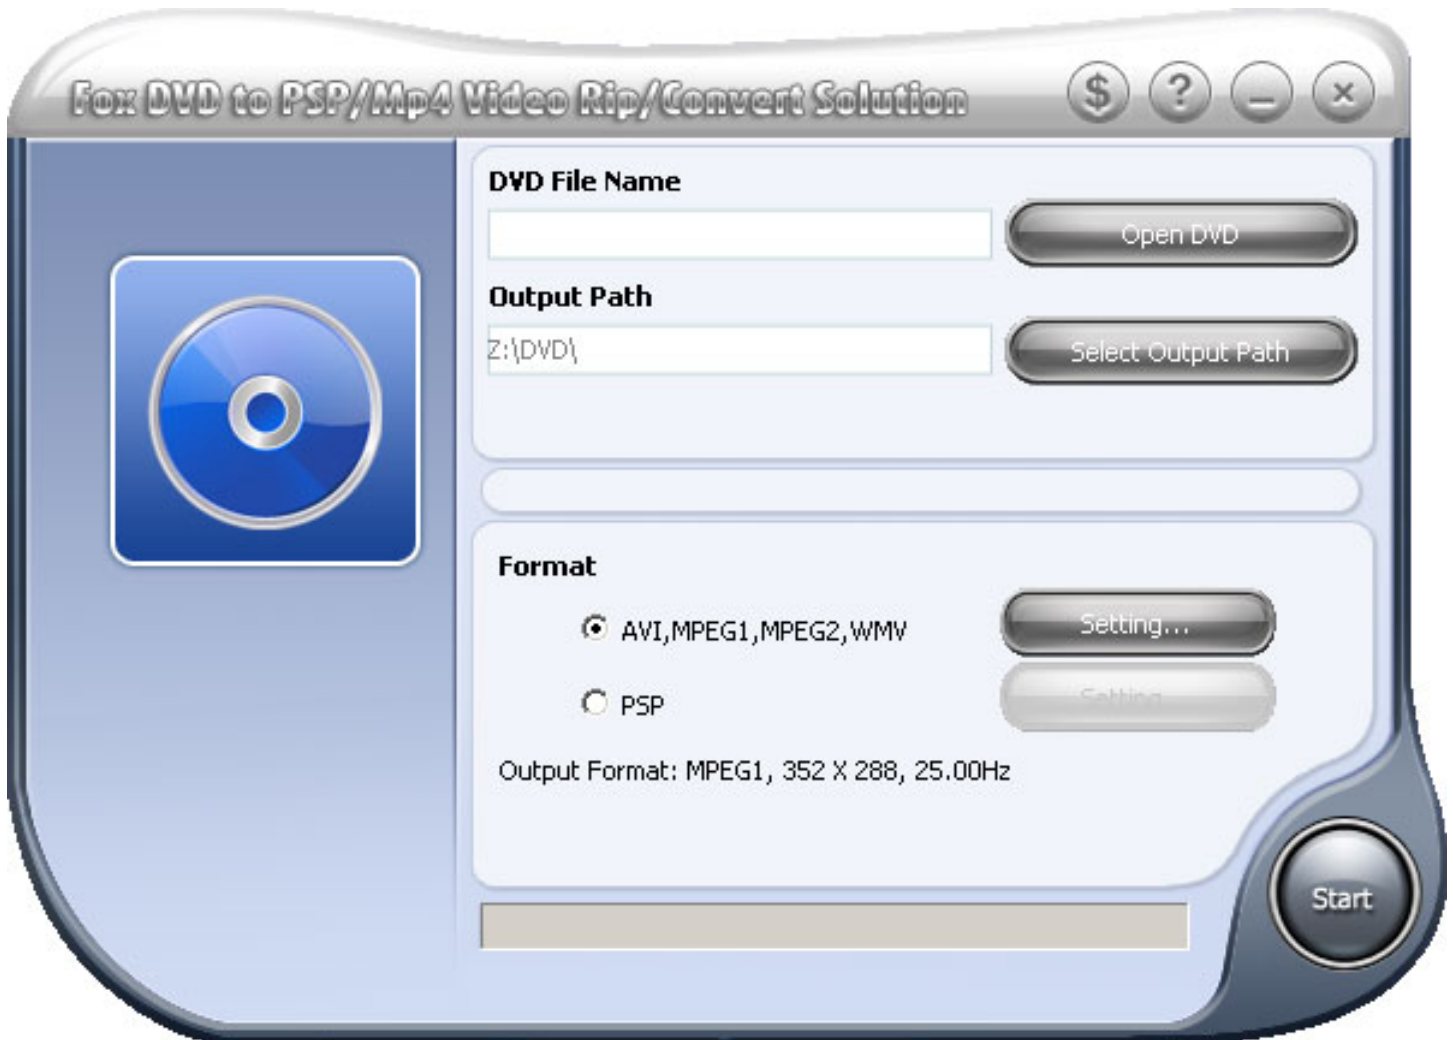 Fox DVD to PSP/Mp4 Video Rip/Convert Solution $ ?
DVD File Name
Open DVD
Output Path
Z:\DVD\
Select Output Path
Format
AVI,MPEG1,MPEG2,WMV
Setting...
PSP
Setting...
Output Format: MPEG1, 352 X 288, 25.00Hz
Start